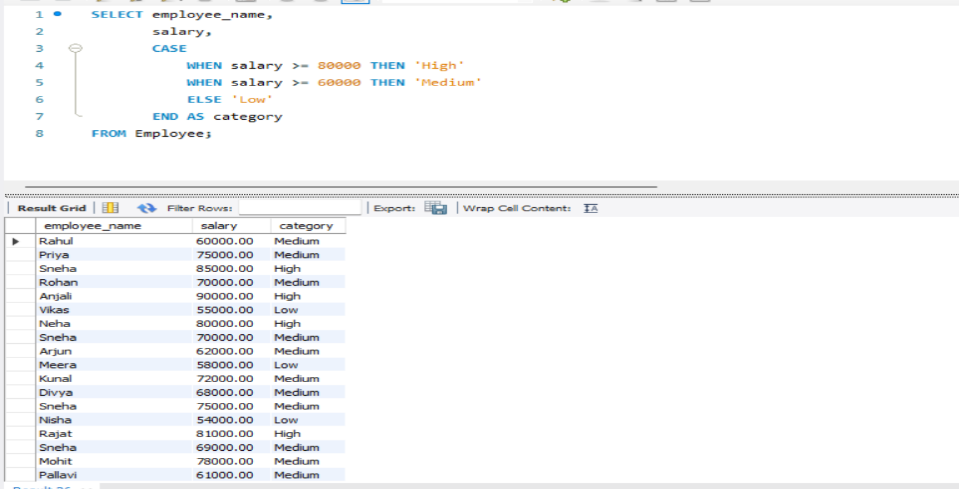 1 SELECT employee_name,
2 salary,
3 CASE
4 WHEN salary >= 80000 THEN 'High'
5 WHEN salary >= 60000 THEN 'Medium'
6 ELSE 'Low'
7 END AS category
8 FROM Employee;
Result Grid Filter Rows: Export: Wrap Cell Content: IA
employee_name salary category
Rahul 60000.00 Medium
Priya 75000.00 Medium
Sneha 85000.00 High
Rohan 70000.00 Medium
Anjali 90000.00 High
Vikas 55000.00 Low
Neha 80000.00 High
Sneha 70000.00 Medium
Arjun 62000.00 Medium
Meera 58000.00 Low
Kunal 72000.00 Medium
Divya 68000.00 Medium
Sneha 75000.00 Medium
Nisha 54000.00 Low
Rajat 81000.00 High
Sneha 69000.00 Medium
Mohit 78000.00 Medium
Pallavi 61000.00 Medium